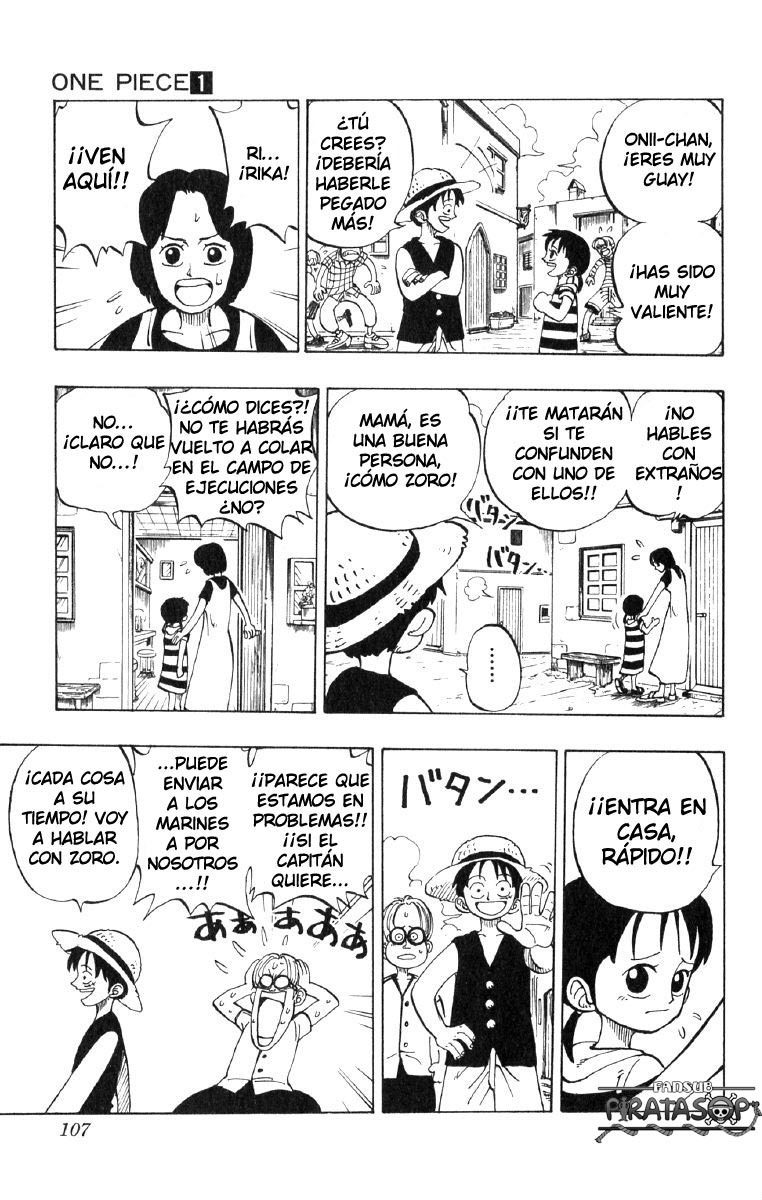 ONE PIECE 1
ONII-CHAN,
¡ERES MUY
GUAY!
¡HAS SIDO
MUY
VALIENTE!
¿TÚ
CREES?
¡DEBERÍA
HABERLE
PEGADO
MÁS!
RI...
¡RIKA!
¡¡VEN
AQUÍ!!
¡NO
HABLES
CON
EXTRAÑOS
!
¡¡TE MATARÁN
SI TE
CONFUNDEN
CON UNO DE
ELLOS!!
MAMÁ, ES
UNA BUENA
PERSONA,
¡CÓMO ZORO!
バタン...
バタン...
......
¡¿CÓMO DICES?!
NO TE HABRÁS
VUELTO A COLAR
EN EL CAMPO DE
EJECUCIONES
¿NO?
NO...
¡CLARO QUE
NO...!
¡¡ENTRA EN
CASA,
RÁPIDO!!
バタン...
¡¡PARECE QUE
ESTAMOS EN
PROBLEMAS!!
¡¡SI EL
CAPITÁN
QUIERE...
...PUEDE
ENVIAR
A LOS
MARINES
A POR
NOSOTROS
...!!
あぁ あぁあぁ
¡CADA COSA
A SU
TIEMPO! VOY
A HABLAR
CON ZORO.
107
FANSUB
PIRATASOP